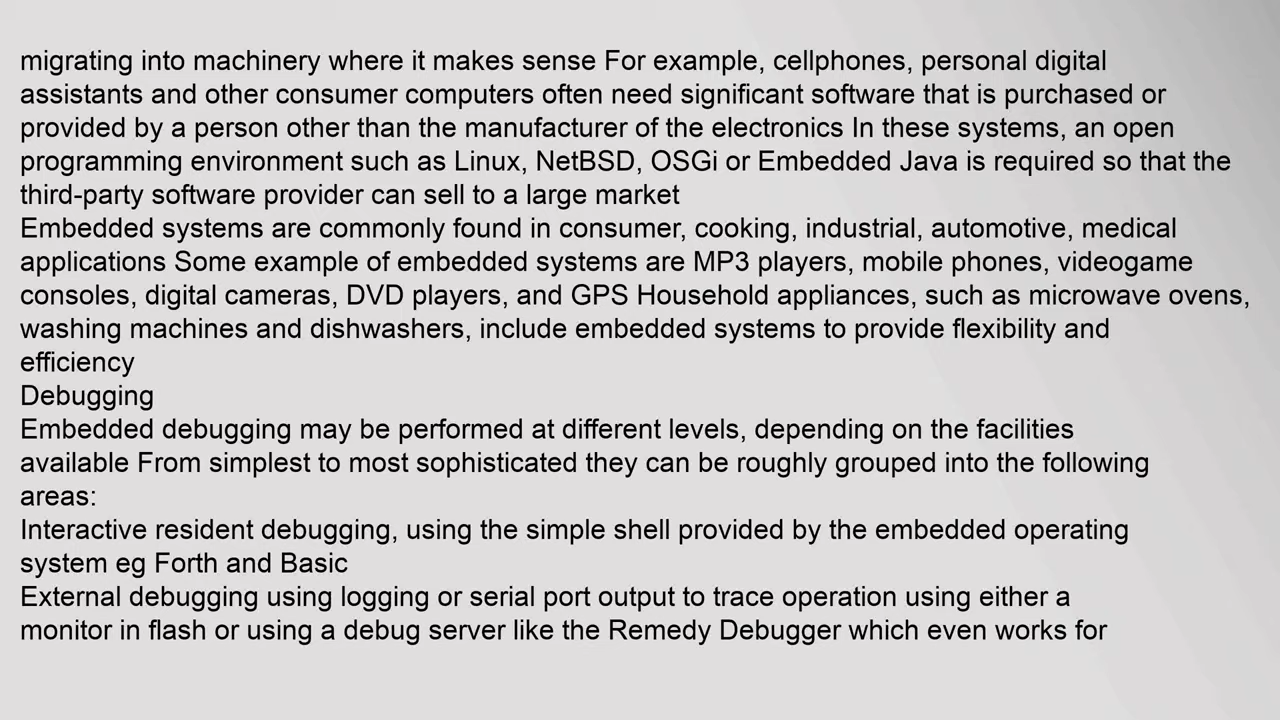 migrating into machinery where it makes sense For example, cellphones, personal digital
assistants and other consumer computers often need significant software that is purchased or
provided by a person other than the manufacturer of the electronics In these systems, an open
programming environment such as Linux, NetBSD, OSGi or Embedded Java is required so that the
third-party software provider can sell to a large market
Embedded systems are commonly found in consumer, cooking, industrial, automotive, medical
applications Some example of embedded systems are MP3 players, mobile phones, videogame
consoles, digital cameras, DVD players, and GPS Household appliances, such as microwave ovens,
washing machines and dishwashers, include embedded systems to provide flexibility and
efficiency
Debugging
Embedded debugging may be performed at different levels, depending on the facilities
available From simplest to most sophisticated they can be roughly grouped into the following
areas:
Interactive resident debugging, using the simple shell provided by the embedded operating
system eg Forth and Basic
External debugging using logging or serial port output to trace operation using either a
monitor in flash or using a debug server like the Remedy Debugger which even works for